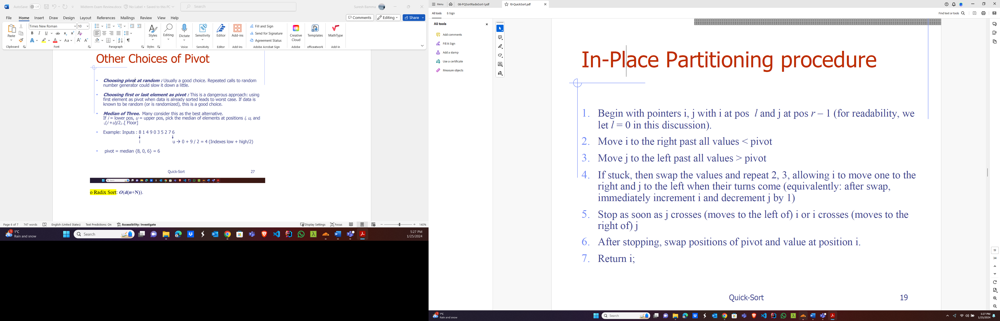 AutoSave Off Midterm Exam Review.docx No Label • Saved to this PC Search Suresh Bamma
File Home Insert Draw Design Layout References Mailings Review View Help Comments Editing Share
Times New Roman 10
Paste B I U ab x₂ x² A Aa A A
Styles Editing Dictate Sensitivity Editor Add-ins
Fill and Sign
Send for Signature
Agreement Status
Creative Cloud Templates MathType
Clipboard Font Paragraph Styles Voice Sensitivity Editor Add-ins Adobe Acrobat Sign Adobe officeatwork Add-in
Other Choices of Pivot
• Choosing pivot at random : Usually a good choice. Repeated calls to random
number generator could slow it down a little.
• Choosing first or last element as pivot : This is a dangerous approach: using
first element as pivot when data is already sorted leads to worst case. If data is
known to be random (or is randomized), this is a good choice.
• Median of Three. Many consider this as the best alternative.
If i = lower pos, u = upper pos, pick the median of elements at positions i, u, and
⌞(i +u)/2⌟.[ Floor]
• Example: Inputs : 8 1 4 9 0 3 5 2 7 6
i u → 0 + 9 / 2 = 4 (Indexes low + high/2)
• pivot = median {8, 0, 6} = 6
Quick-Sort 27
Search
o Radix Sort: O(d(n+N)).
Page 6 of 7 747 words English (United States) Text Predictions: On Accessibility: Investigate Display Settings Focus 140%
1 1°C
Rain and snow
Search
5:27 PM
1/25/2024
Menu 08-PQSortRadixSort-1.pdf 10-QuickSort.pdf
All tools E-Sign Find text or tools
All tools
Add comments
Fill & Sign
Add a stamp
Use a certificate
Measure objects
In-Place Partitioning procedure
1. Begin with pointers i, j with i at pos l and j at pos r – 1 (for readability, we
let l = 0 in this discussion).
2. Move i to the right past all values < pivot
3. Move j to the left past all values > pivot
4. If stuck, then swap the values and repeat 2, 3, allowing i to move one to the
right and j to the left when their turns come (equivalently: after swap,
immediately increment i and decrement j by 1)
5. Stop as soon as j crosses (moves to the left of) i or i crosses (moves to the
right of) j
6. After stopping, swap positions of pivot and value at position i.
7. Return i;
Quick-Sort 19
19
34
1 1°C
Rain and snow
Search
5:27 PM
1/25/2024